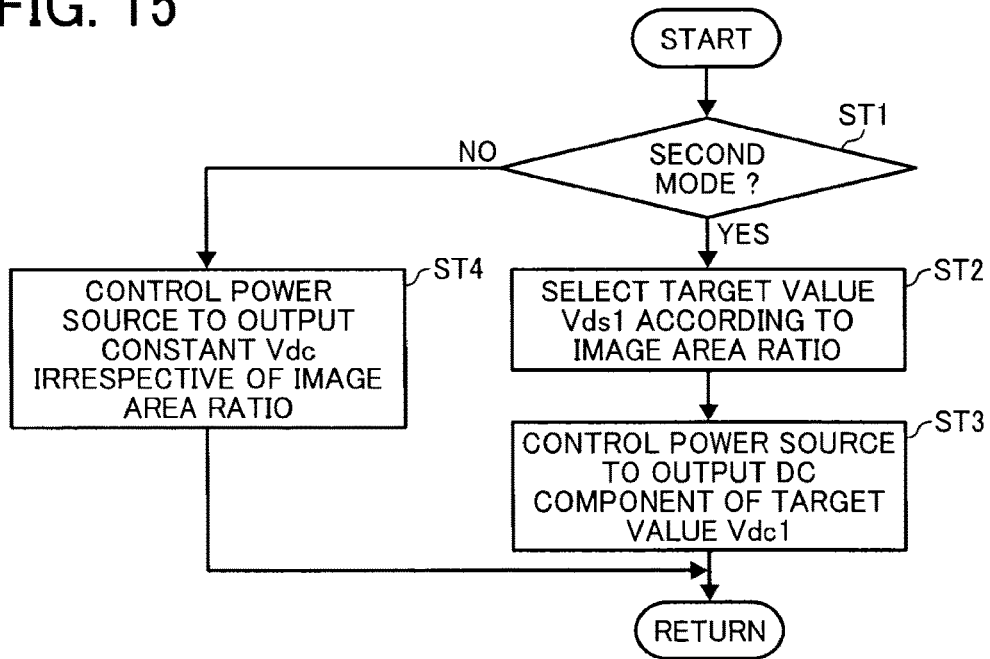 FIG. 15
START
ST1
SECOND
MODE ?
NO
YES
ST4
CONTROL POWER
SOURCE TO OUTPUT
CONSTANT Vdc
IRRESPECTIVE OF IMAGE
AREA RATIO
ST2
SELECT TARGET VALUE
Vds1 ACCORDING TO
IMAGE AREA RATIO
ST3
CONTROL POWER SOURCE
TO OUTPUT DC
COMPONENT OF TARGET
VALUE Vdc1
RETURN